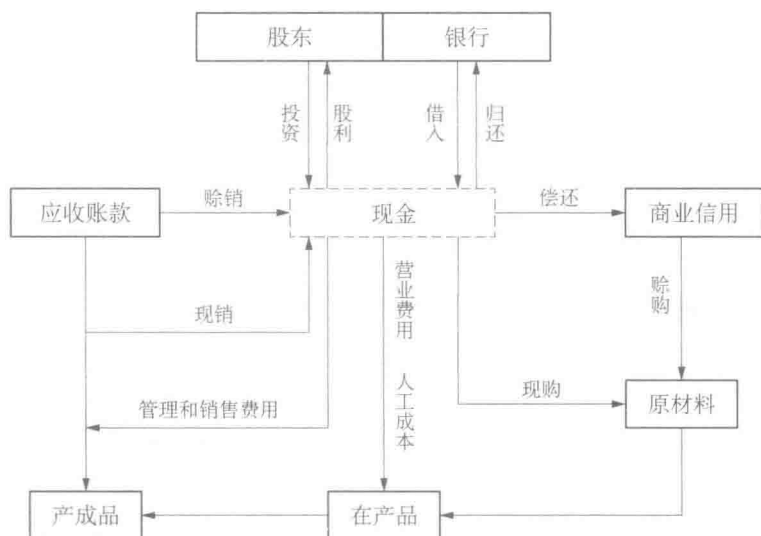 股东
银行
投资
股利
借入
归还
应收账款
赊销
现金
偿还
商业信用
现销
营业费用
赊购
管理和销售费用
人工成本
现购
原材料
产成品
在产品